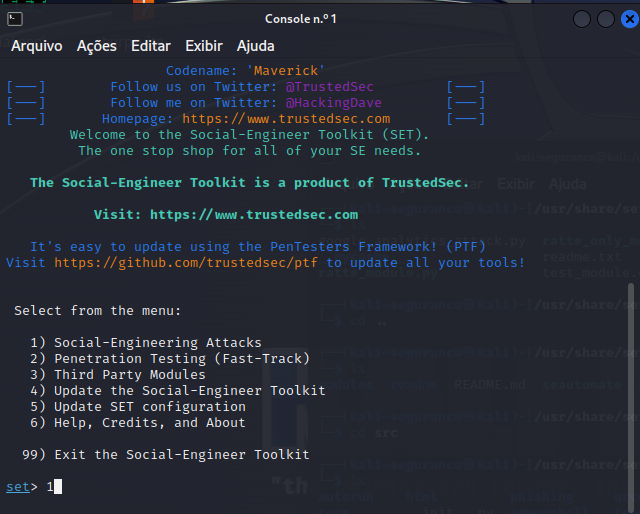 Console n.º 1
Arquivo Ações Editar Exibir Ajuda
Codename: 'Maverick'
[---] Follow us on Twitter: @TrustedSec [---]
[---] Follow me on Twitter: @HackingDave [---]
[---] Homepage: https://www.trustedsec.com [---]
Welcome to the Social-Engineer Toolkit (SET).
The one stop shop for all of your SE needs.
The Social-Engineer Toolkit is a product of TrustedSec.
Visit: https://www.trustedsec.com
It's easy to update using the PenTesters Framework! (PTF)
Visit https://github.com/trustedsec/ptf to update all your tools!
Select from the menu:
1) Social-Engineering Attacks
2) Penetration Testing (Fast-Track)
3) Third Party Modules
4) Update the Social-Engineer Toolkit
5) Update SET configuration
6) Help, Credits, and About
99) Exit the Social-Engineer Toolkit
set> 1